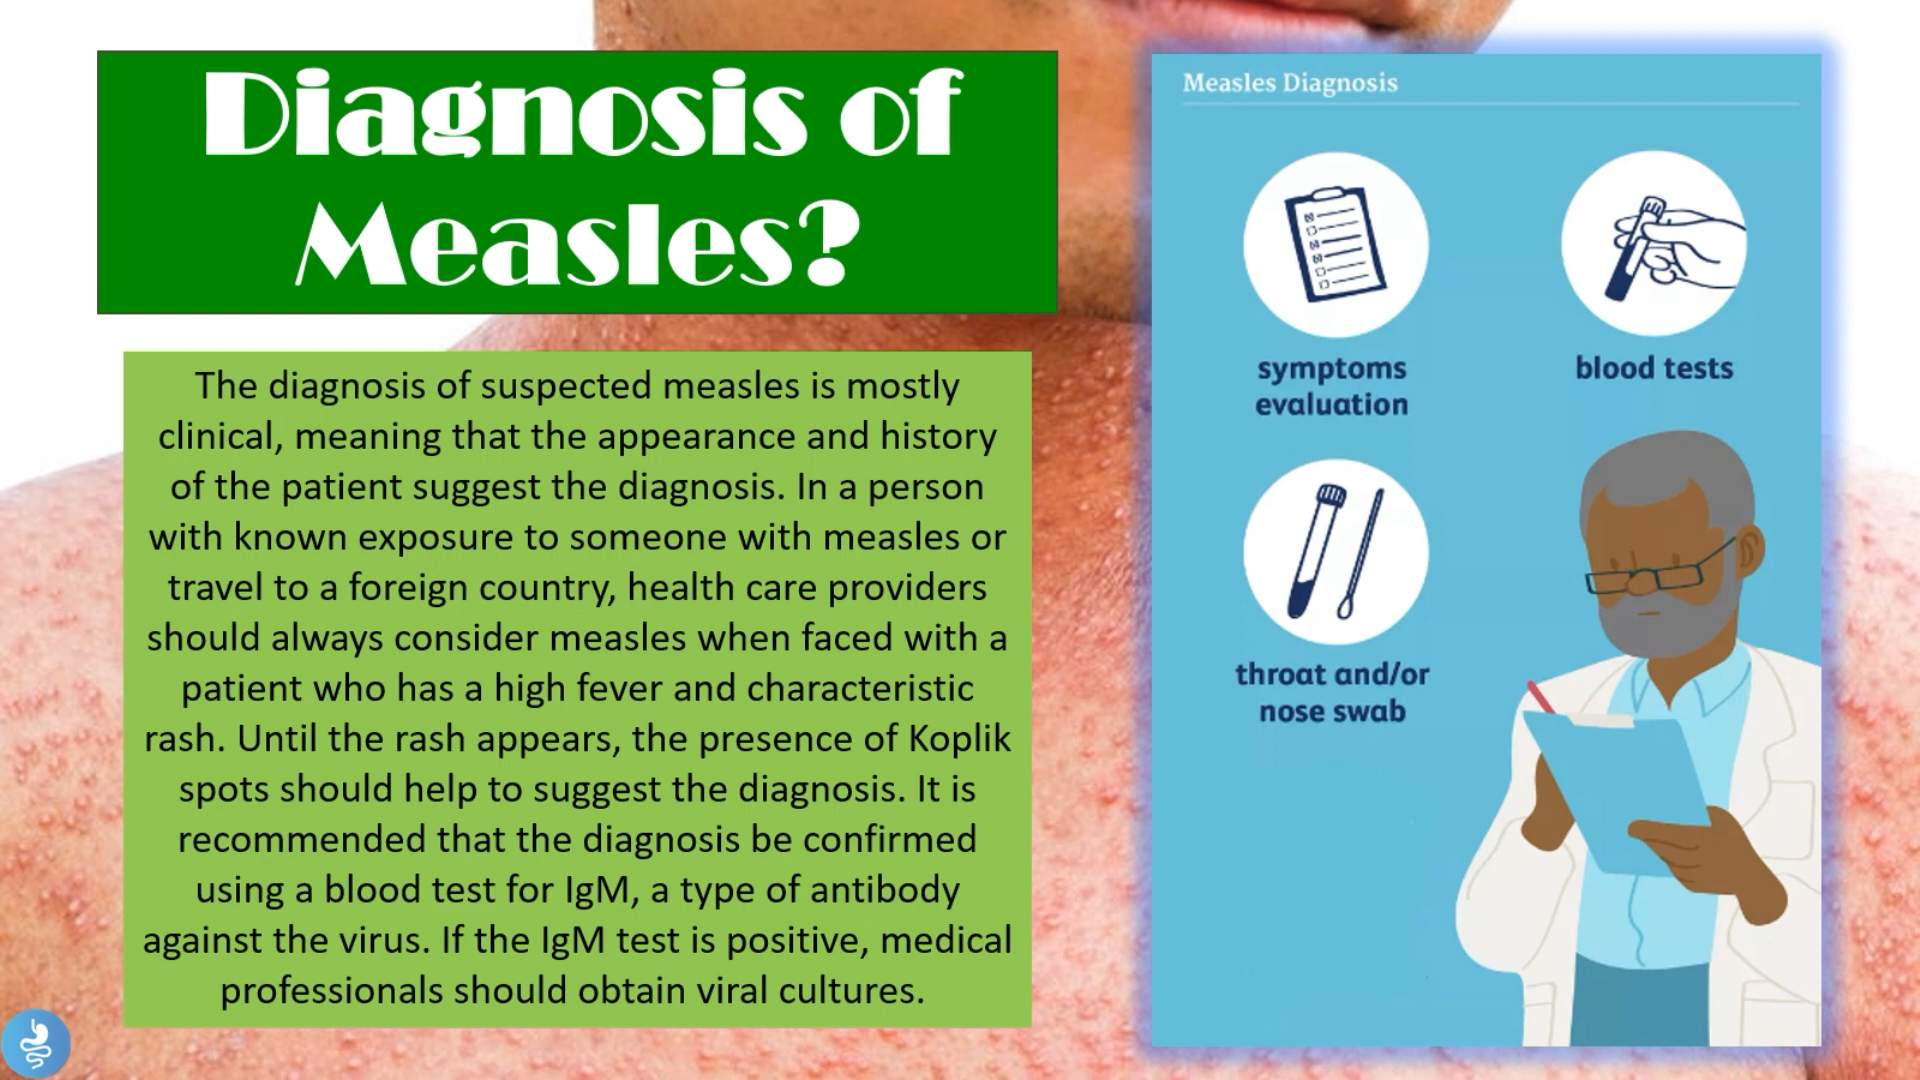 Diagnosis of
Measles?
The diagnosis of suspected measles is mostly
clinical, meaning that the appearance and history
of the patient suggest the diagnosis. In a person
with known exposure to someone with measles or
travel to a foreign country, health care providers
should always consider measles when faced with a
patient who has a high fever and characteristic
rash. Until the rash appears, the presence of Koplik
spots should help to suggest the diagnosis. It is
recommended that the diagnosis be confirmed
using a blood test for IgM, a type of antibody
against the virus. If the IgM test is positive, medical
professionals should obtain viral cultures.
Measles Diagnosis
symptoms
evaluation
blood tests
throat and/or
nose swab